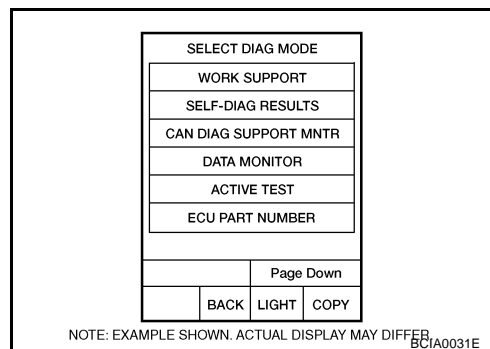 SELECT DIAG MODE
WORK SUPPORT
SELF-DIAG RESULTS
CAN DIAG SUPPORT MNTR
DATA MONITOR
ACTIVE TEST
ECU PART NUMBER
Page Down
BACK LIGHT COPY
NOTE: EXAMPLE SHOWN. ACTUAL DISPLAY MAY DIFFER.
BCIA0031E